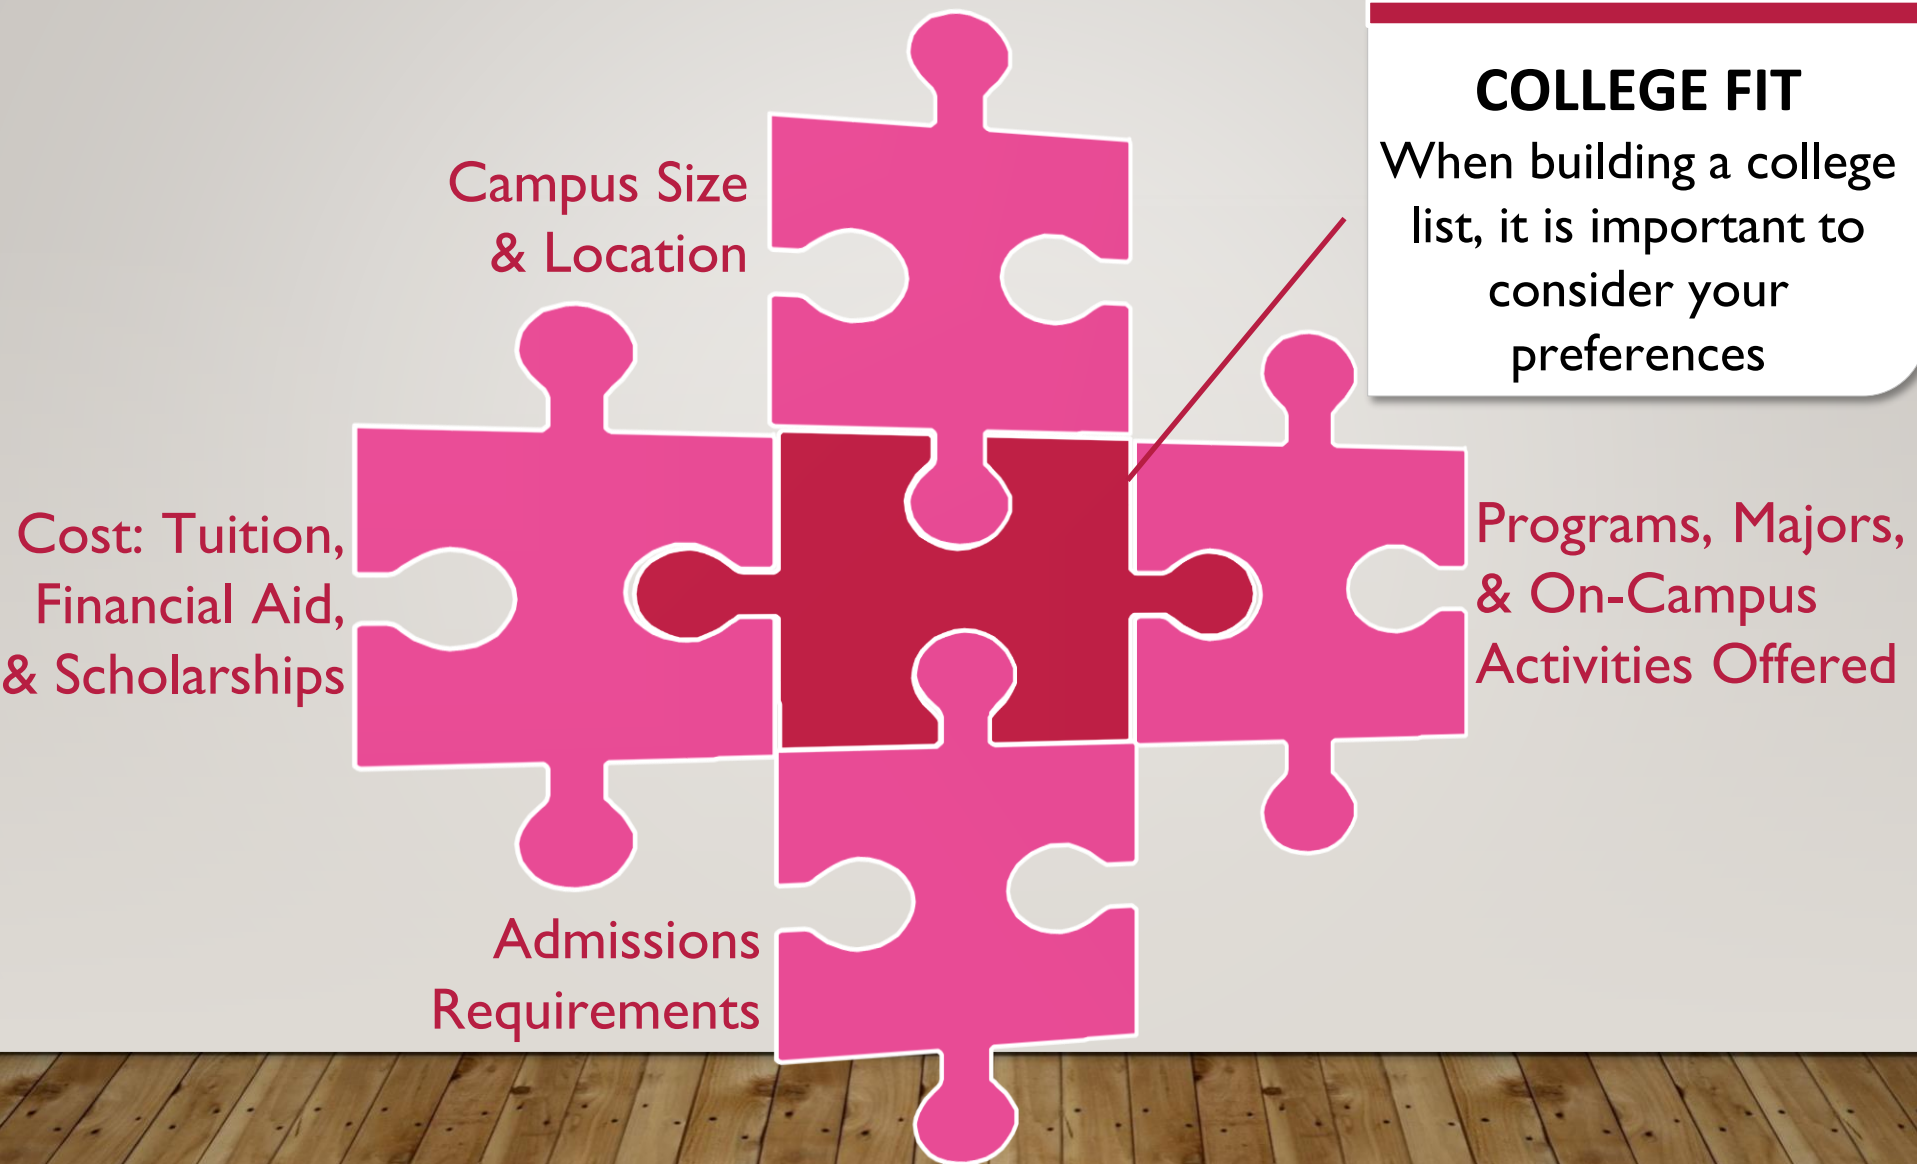 COLLEGE FIT
When building a college
list, it is important to
consider your
preferences
Campus Size
& Location
Cost: Tuition,
Financial Aid,
& Scholarships
Programs, Majors,
& On-Campus
Activities Offered
Admissions
Requirements